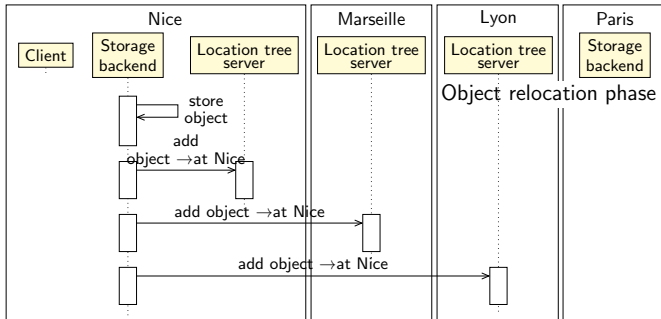 Nice
Marseille
Lyon
Paris
Client
Storage
backend
Location tree
server
Location tree
server
Location tree
server
Storage
backend
Object relocation phase
store
object
add
object →at Nice
add object →at Nice
add object →at Nice